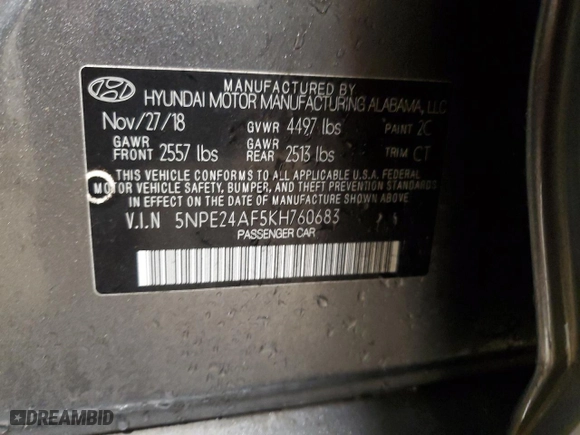 MANUFACTURED BY
HYUNDAI MOTOR MANUFACTURING ALABAMA, LLC
Nov/27/18 GVWR 4497 lbs PAINT 2C
GAWR FRONT 2557 lbs GAWR REAR 2513 lbs TRIM CT
THIS VEHICLE CONFORMS TO ALL APPLICABLE U.S.A. FEDERAL
MOTOR VEHICLE SAFETY, BUMPER, AND THEFT PREVENTION STANDARDS
IN EFFECT ON THE DATE OF MANUFACTURE SHOWN ABOVE
V.I.N 5NPE24AF5KH760683
PASSENGER CAR
DREAMBID